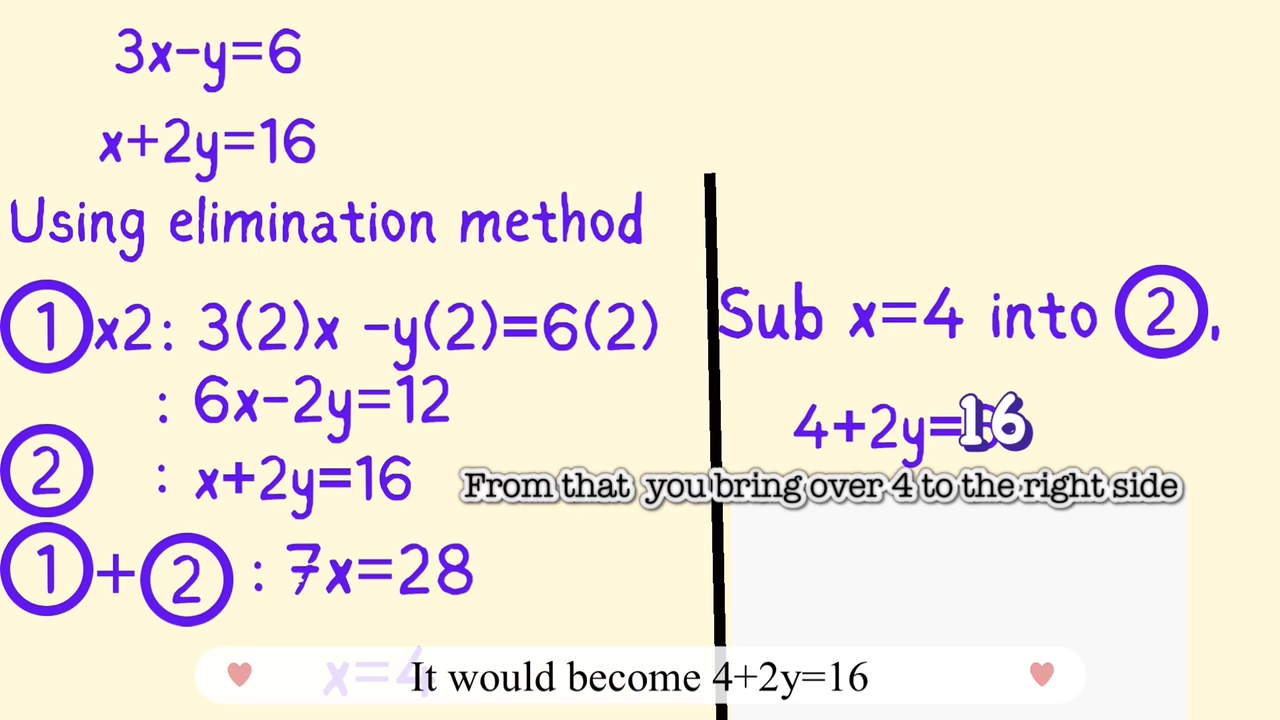 3x-y=6
x+2y=16
Using elimination method
1 x2: 3(2)x -y(2)=6(2)
: 6x-2y=12
2 : x+2y=16
1+2 : 7x=28
x=4
Sub x=4 into 2.
4+2y=16
From that you bring over 4 to the right side
It would become 4+2y=16